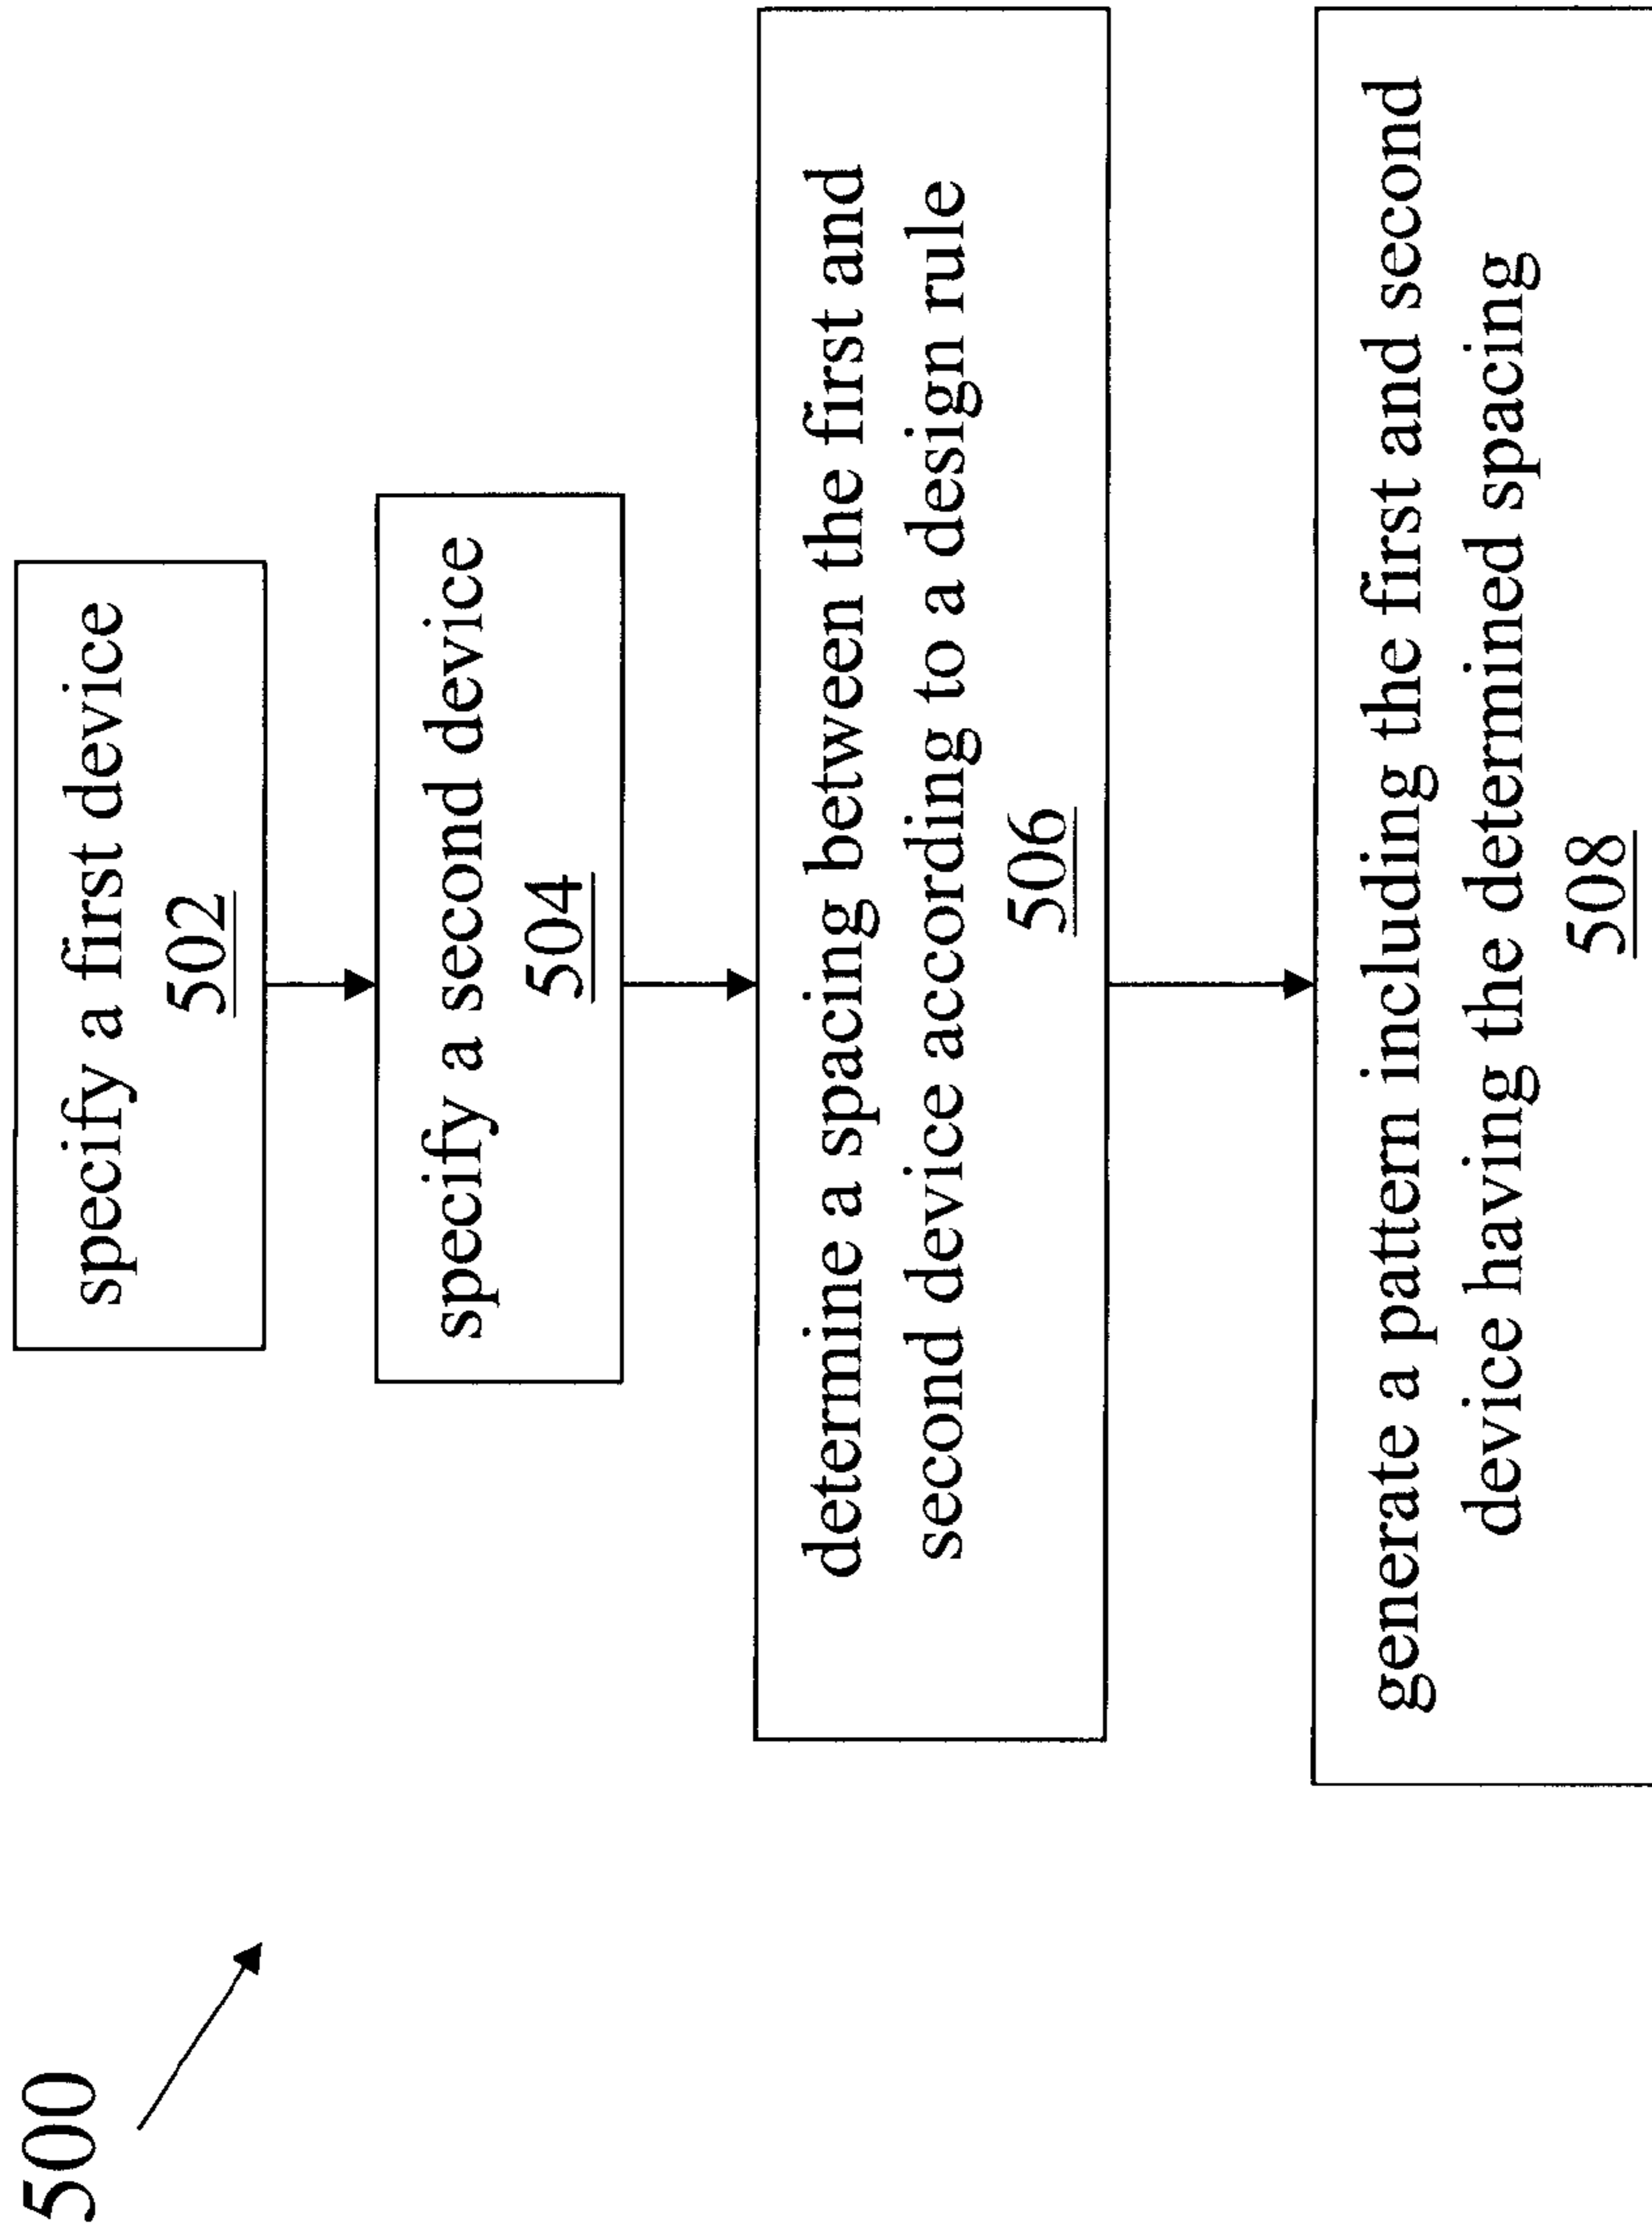 500
specify a first device
502
specify a second device
504
determine a spacing between the first and
second device according to a design rule
506
generate a pattern including the first and second
device having the determined spacing
508